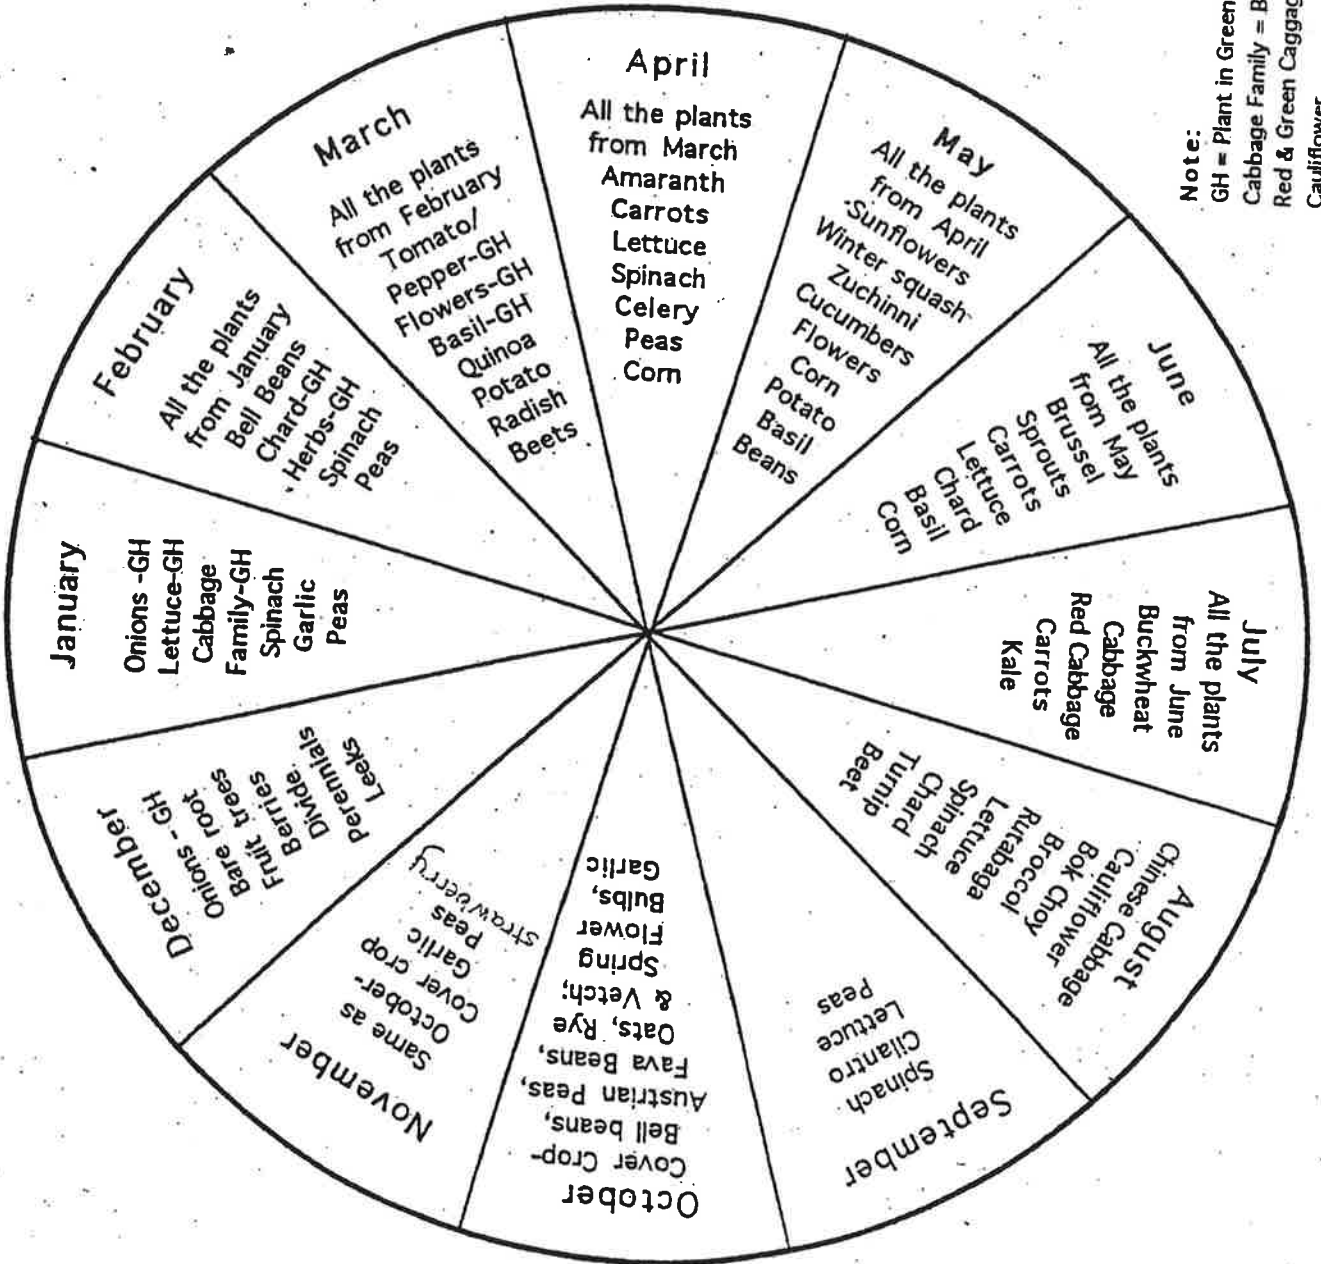 January
Onions -GH
Lettuce-GH
Cabbage
Family-GH
Spinach
Garlic
Peas
February
All the plants
from January
Bell Beans
Chard-GH
Herbs-GH
Spinach
Peas
March
All the plants
from February
Tomato/
Pepper-GH
Flowers-GH
Basil-GH
Quinoa
Potato
Radish
Beets
April
All the plants
from March
Amaranth
Carrots
Lettuce
Spinach
Celery
Peas
Corn
May
All the plants
from April
Sunflowers
Winter squash
Zuchinni
Cucumbers
Flowers
Corn
Potato
Basil
Beans
June
All the plants
from May
Brussel
Sprouts
Carrots
Lettuce
Chard
Basil
Corn
July
All the plants
from June
Buckwheat
Cabbage
Red Cabbage
Carrots
Kale
August
Chinese Cabbage
Cauliflower
Bok Choy
Broccol
Rutabaga
Lettuce
Spinach
Chard
Turnip
Beet
September
Spinach
Cilantro
Lettuce
Peas
October
Cover Crop-
Bell beans,
Austrian Peas,
Fava Beans,
Oats, Rye
& Vetch;
Spring
Flower
Bulbs,
Garlic
November
Same as
October-
Cover crop
Garlic
Peas
strawberry
December
Onions -GH
Bare root
Fruit trees
Berries
Divide
Perennials
Leeks
Note:
GH = Plant in Green
Cabbage Family = B
Red & Green Caggag
Cauliflower